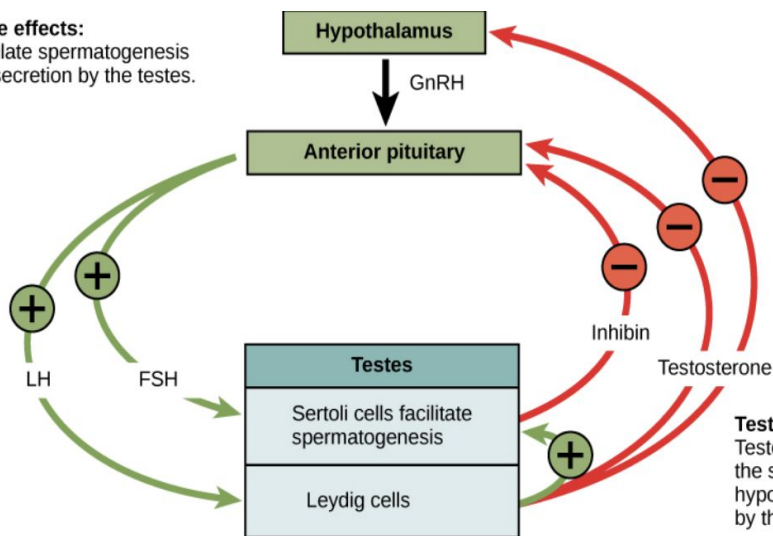 e effects:
late spermatogenesis
secretion by the testes.
Hypothalamus
GnRH
Anterior pituitary
+
+
LH
FSH
Testes
Sertoli cells facilitate
spermatogenesis
Leydig cells
+
−
−
−
Inhibin
Testosterone
Test
Teste
the s
hypo
by th